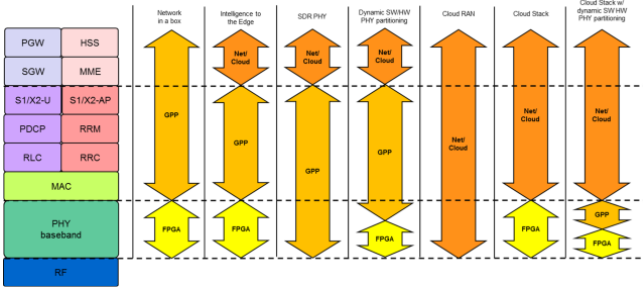 Network
in a box
Intelligence to
the Edge
SDR PHY
Dynamic SW/HW
PHY partitioning
Cloud RAN
Cloud Stack
Cloud Stack w/
dynamic SW HW
PHY partitioning
PGW
HSS
SGW
MME
S1/X2-U
S1/X2-AP
PDCP
RRM
RLC
RRC
MAC
PHY
baseband
RF
GPP
FPGA
Net/
Cloud
GPP
FPGA
Net/
Cloud
GPP
Net/
Cloud
GPP
FPGA
Net/
Cloud
Net/
Cloud
FPGA
Net/
Cloud
GPP
FPGA